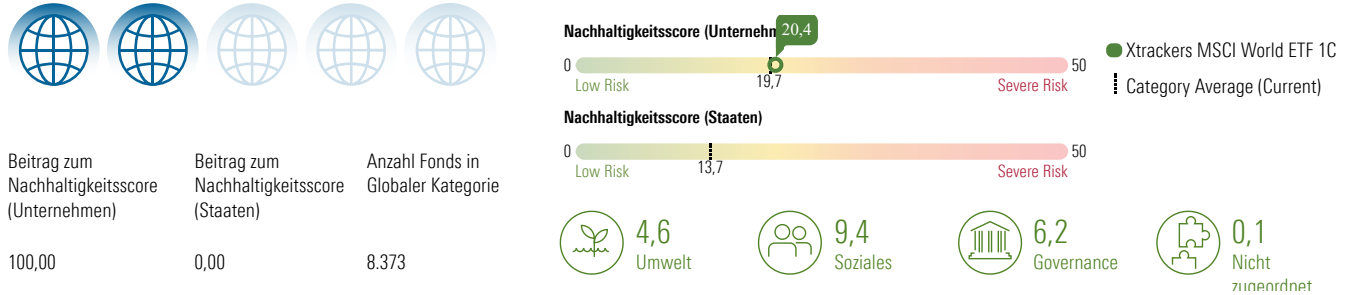 Beitrag zum
Nachhaltigkeitsscore
(Unternehmen)
100,00
Beitrag zum
Nachhaltigkeitsscore
(Staaten)
0,00
Anzahl Fonds in
Globaler Kategorie
8.373
Nachhaltigkeitsscore (Unternehm
20,4
0
50
Low Risk
19,7
Severe Risk
Nachhaltigkeitsscore (Staaten)
0
50
Low Risk
13,7
Severe Risk
Xtrackers MSCI World ETF 1C
Category Average (Current)
4,6
Umwelt
9,4
Soziales
6,2
Governance
0,1
Nicht
zugeordnet